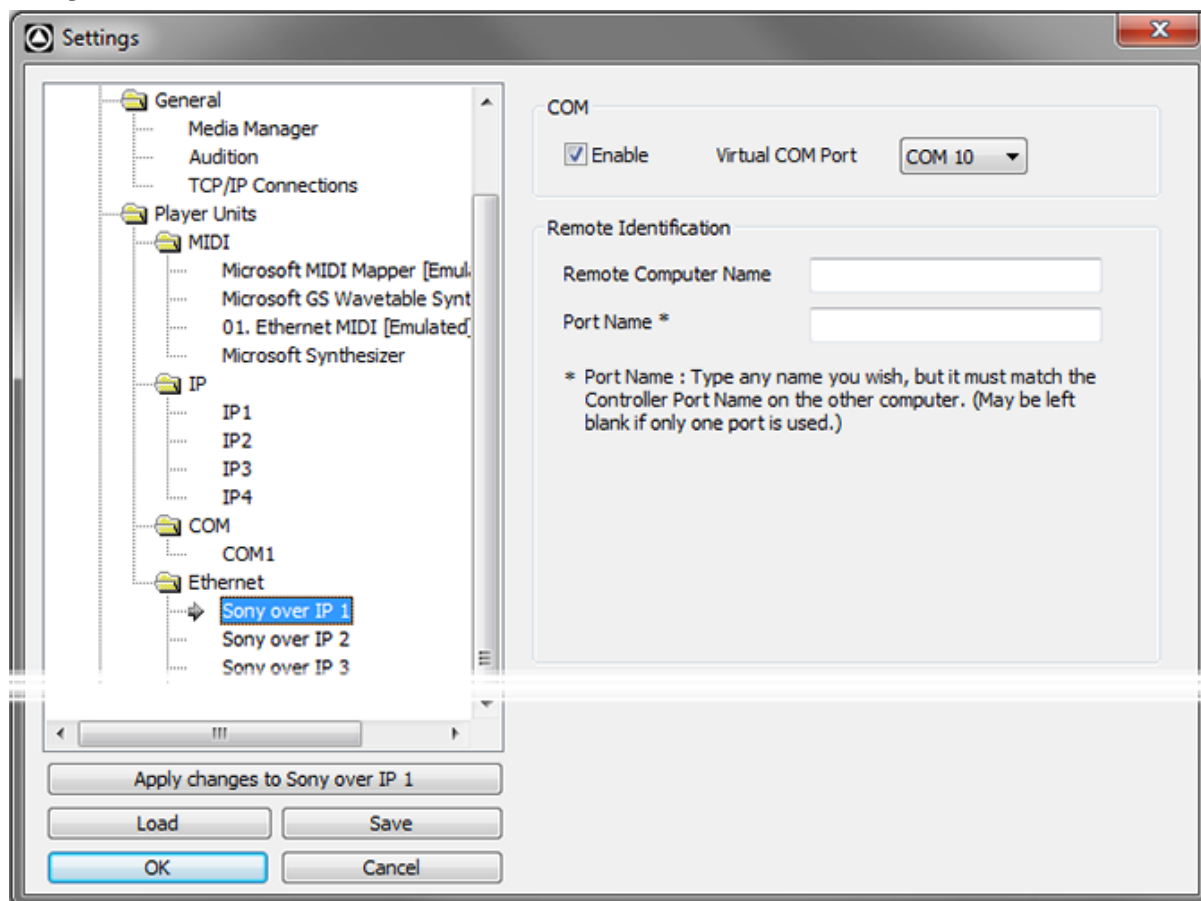 Settings
General
Media Manager
Audition
TCP/IP Connections
Player Units
MIDI
Microsoft MIDI Mapper [Emul
Microsoft GS Wavetable Synt
01. Ethernet MIDI [Emulated]
Microsoft Synthesizer
IP
IP1
IP2
IP3
IP4
COM
COM1
Ethernet
Sony over IP 1
Sony over IP 2
Sony over IP 3
Apply changes to Sony over IP 1
Load Save
OK Cancel
COM
Enable Virtual COM Port COM 10
Remote Identification
Remote Computer Name
Port Name *
* Port Name : Type any name you wish, but it must match the
Controller Port Name on the other computer. (May be left
blank if only one port is used.)